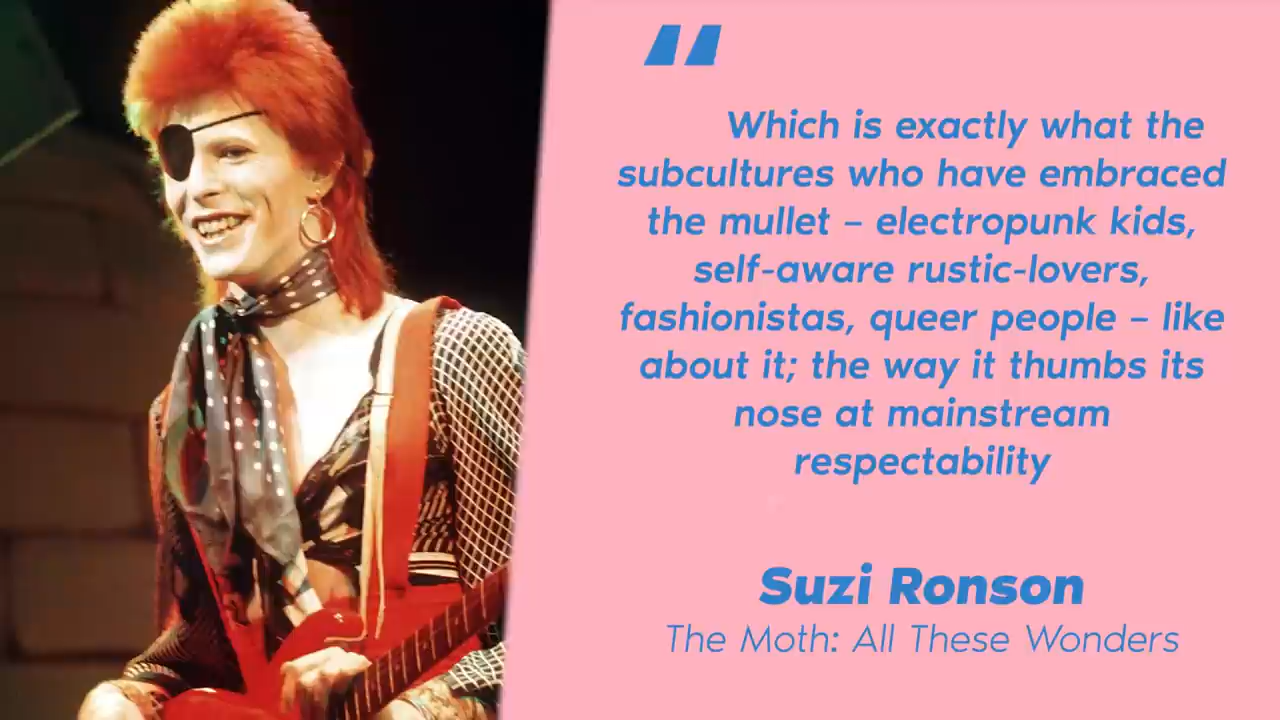 “
Which is exactly what the
subcultures who have embraced
the mullet – electropunk kids,
self-aware rustic-lovers,
fashionistas, queer people – like
about it; the way it thumbs its
nose at mainstream
respectability
Suzi Ronson
The Moth: All These Wonders